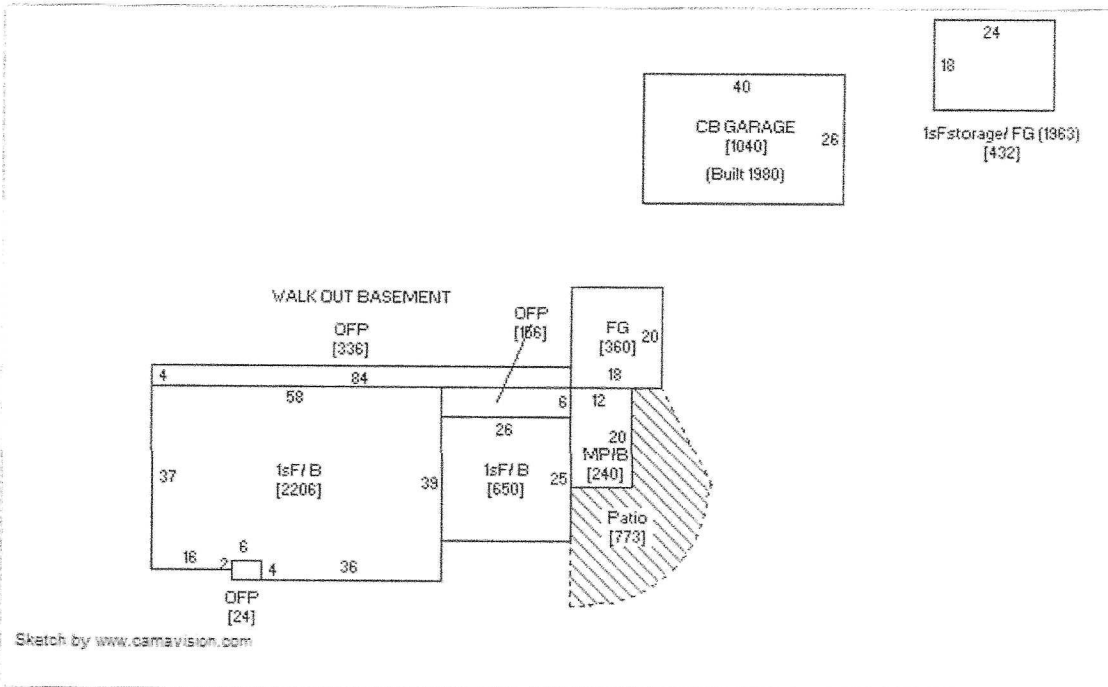 24
18
1sFstorage/ FG (1963)
[432]
40
CB GARAGE
[1040]
26
(Built 1980)
WALK OUT BASEMENT
OFP
[336]
OFP
FG
[360]
20
18
4
84
58
6
12
26
20
MP/B
[240]
37
1sF/ B
[2206]
39
1sF/ B
[650]
25
Patio
[773]
16
2
6
4
36
OFP
[24]
Sketch by www.camavision.com